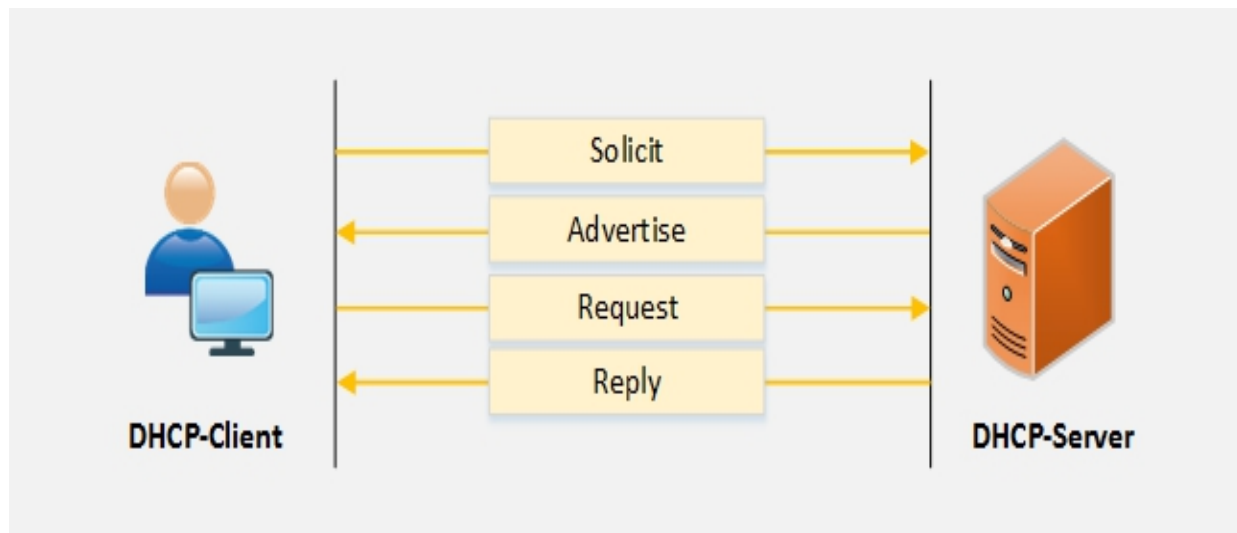 Solicit
Advertise
Request
Reply
DHCP-Client
DHCP-Server